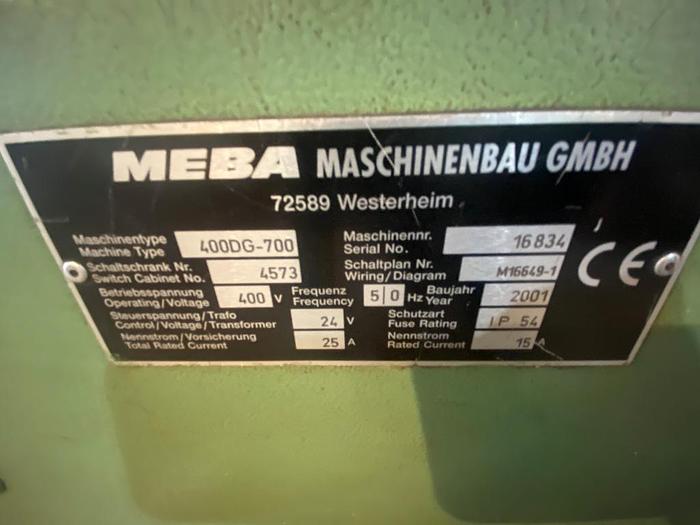 MEBA MASCHINENBAU GMBH
72589 Westerheim
Maschinentype 400DG-700 Maschinennr. 16834
Machine Type Serial No.
Schaltschrank Nr. 4573 Schaltplan Nr. M16649-1 CE
Switch Cabinet No. Wiring/Diagram
Betriebsspannung 400 V Frequenz 50 Hz Baujahr 2001
Operating/Voltage Frequency Year
Steuerspannung/Trafo 24 V Schutzart IP 54
Control/Voltage/Transformer Fuse Rating
Nennstrom/Vorsicherung 25 A Nennstrom 15 A
Total Rated Current Rated Current